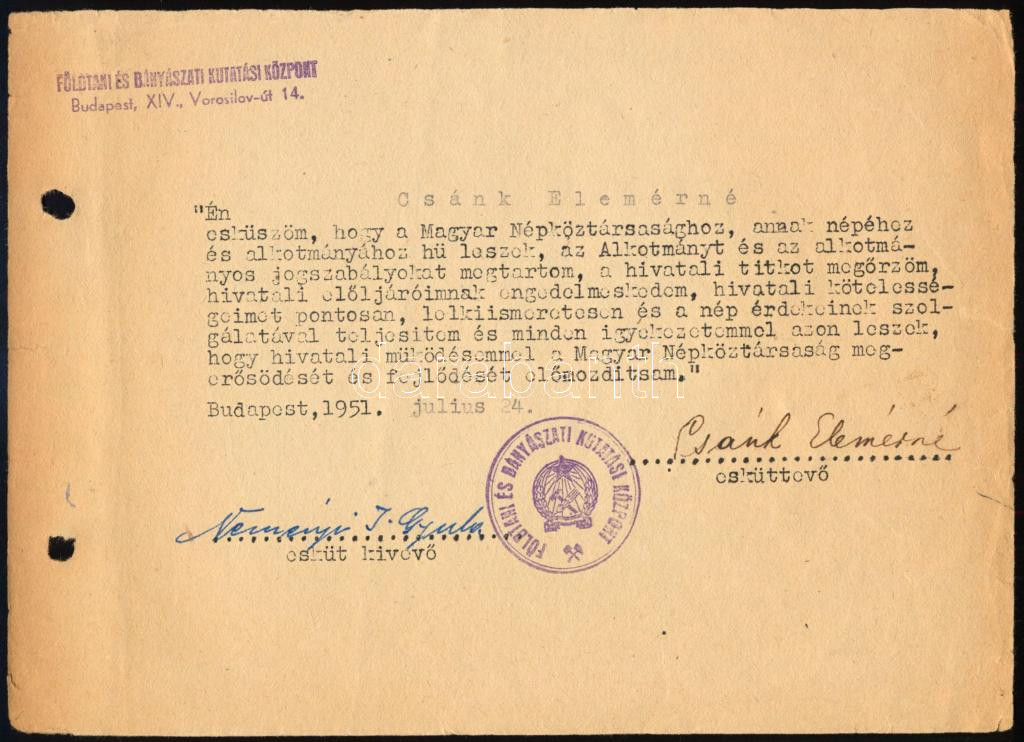 FÖLDTANI ÉS BÁNYÁSZATI KUTATÁSI KÖZPONT
Budapest, XIV., Vorosilov-út 14.
Csánk Elemérné
"Én
esküszöm, hogy a Magyar Népköztársasághoz, annak népéhez
és alkotmányához hü leszek, az Alkotmányt és az alkotmá-
nyos jogszabályokat megtartom, a hivatali titkot megőrzöm,
hivatali előljáróimnak engedelmeskedem, hivatali kötelessé-
geimet pontosan, lelkiismeretesen és a nép érdekeinek szol-
gálatával teljesitem és minden igyekezetemmel azon leszek,
hogy hivatali müködésemmel a Magyar Népköztársaság meg-
erősödését és fejlődését előmozditsam."
darabanth
Budapest,1951. julius 24.
Csánk Elemérné
esküttevő
FÖLDTANI ÉS BÁNYÁSZATI KUTATÁSI KÖZPONT
Neményi J. Gyula
esküt kivevő